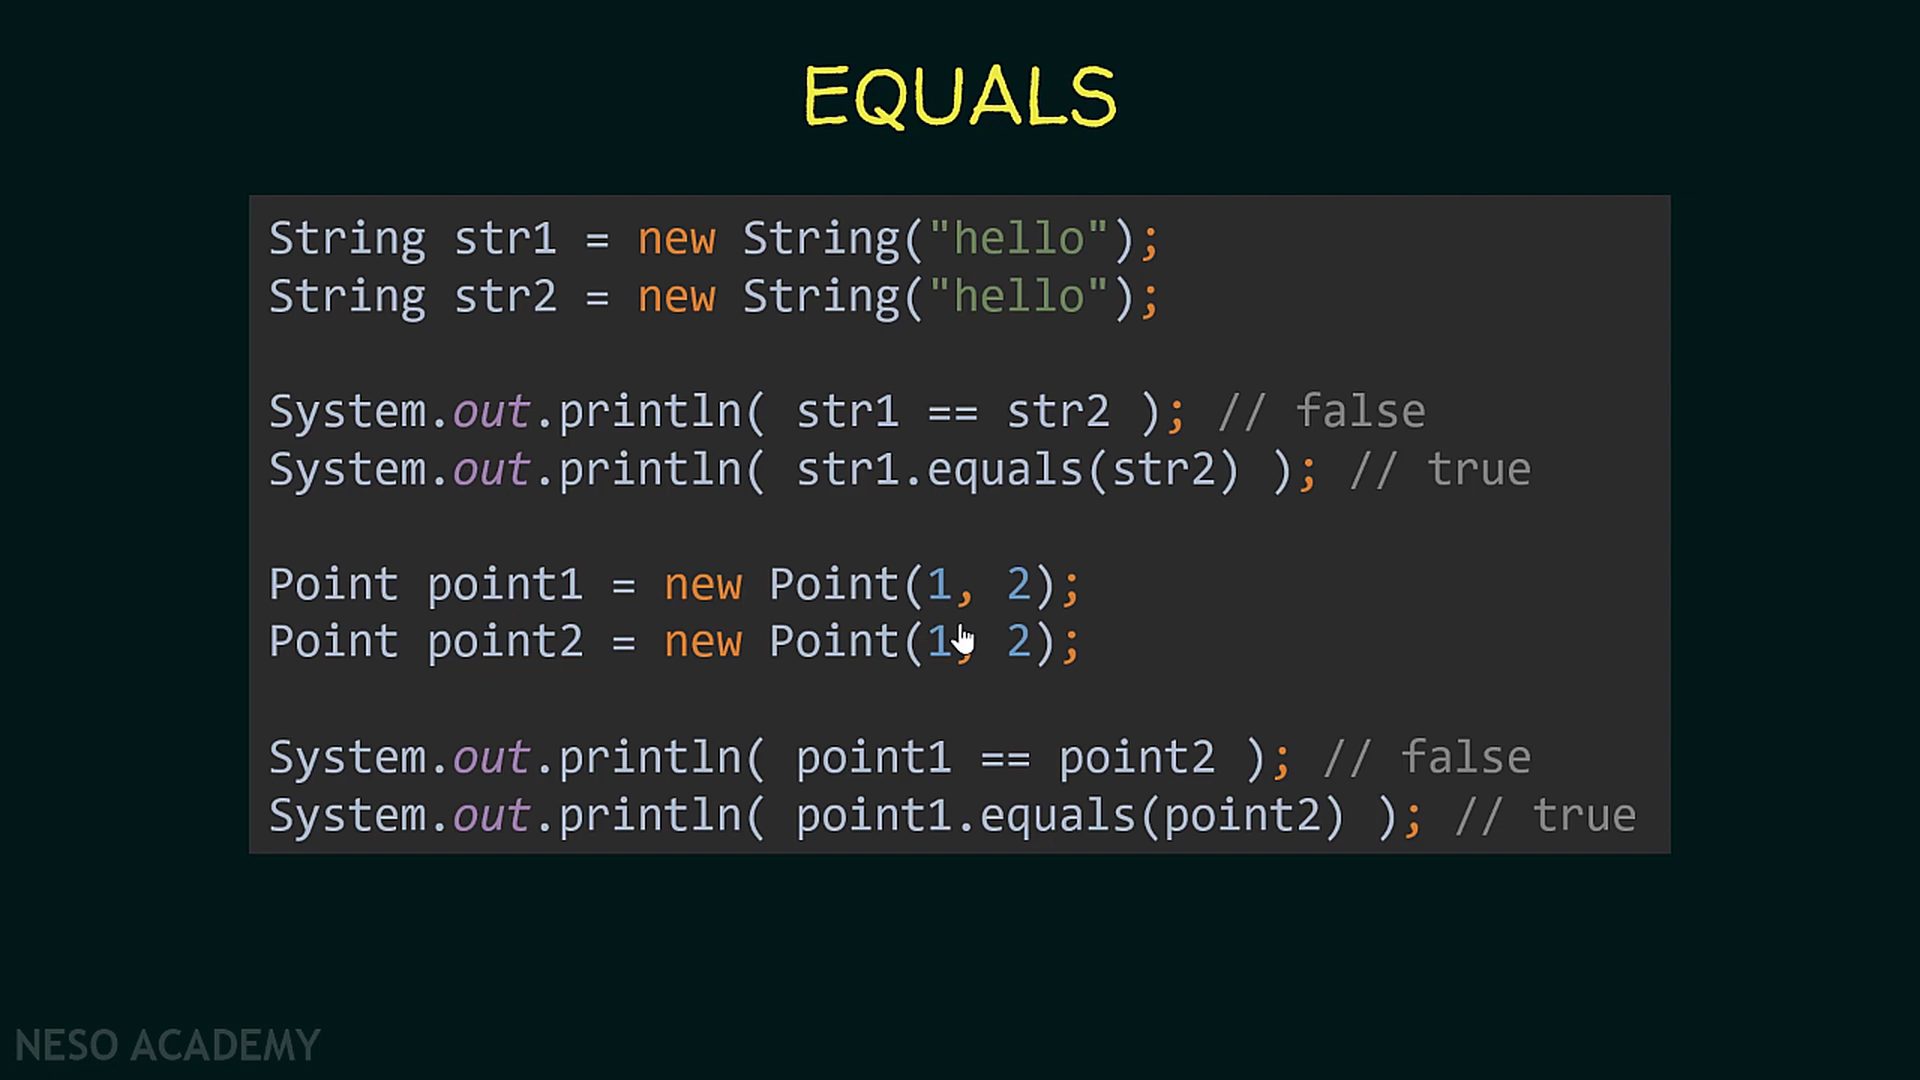 EQUALS
String str1 = new String("hello");
String str2 = new String("hello");
System.out.println( str1 == str2 ); // false
System.out.println( str1.equals(str2) ); // true
Point point1 = new Point(1, 2);
Point point2 = new Point(1, 2);
System.out.println( point1 == point2 ); // false
System.out.println( point1.equals(point2) ); // true
NESO ACADEMY